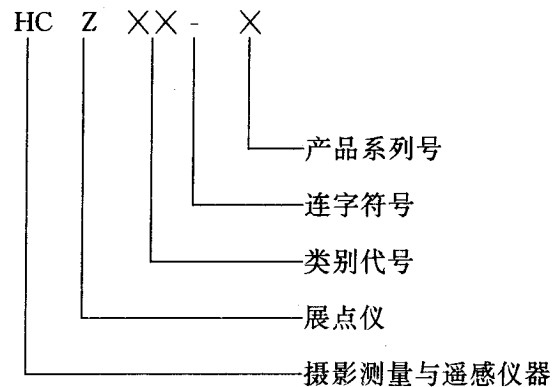 HC Z ×× - ×
产品系列号
连字符号
类别代号
展点仪
摄影测量与遥感仪器